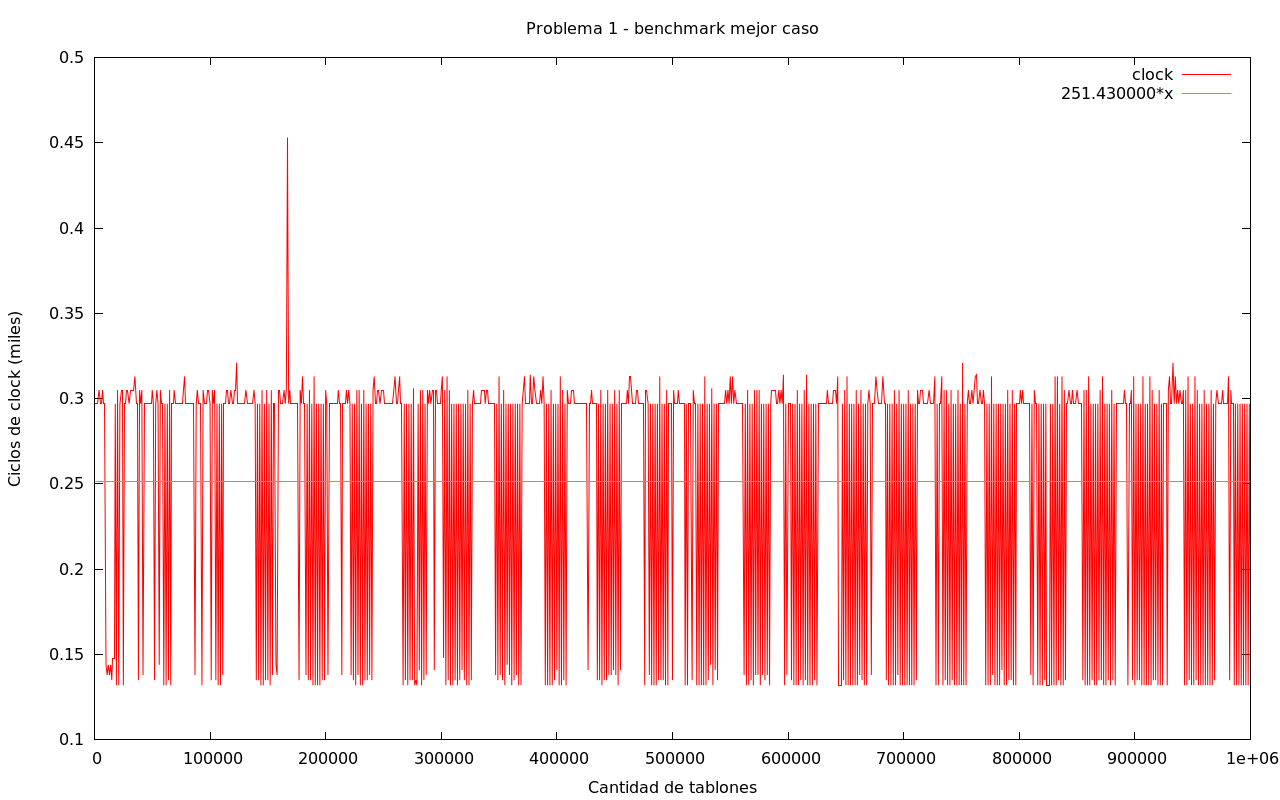 Problema 1 - benchmark mejor caso
clock
251.430000*x
Ciclos de clock (miles)
0.5
0.45
0.4
0.35
0.3
0.25
0.2
0.15
0.1
0 100000 200000 300000 400000 500000 600000 700000 800000 900000 1e+06
Cantidad de tablones